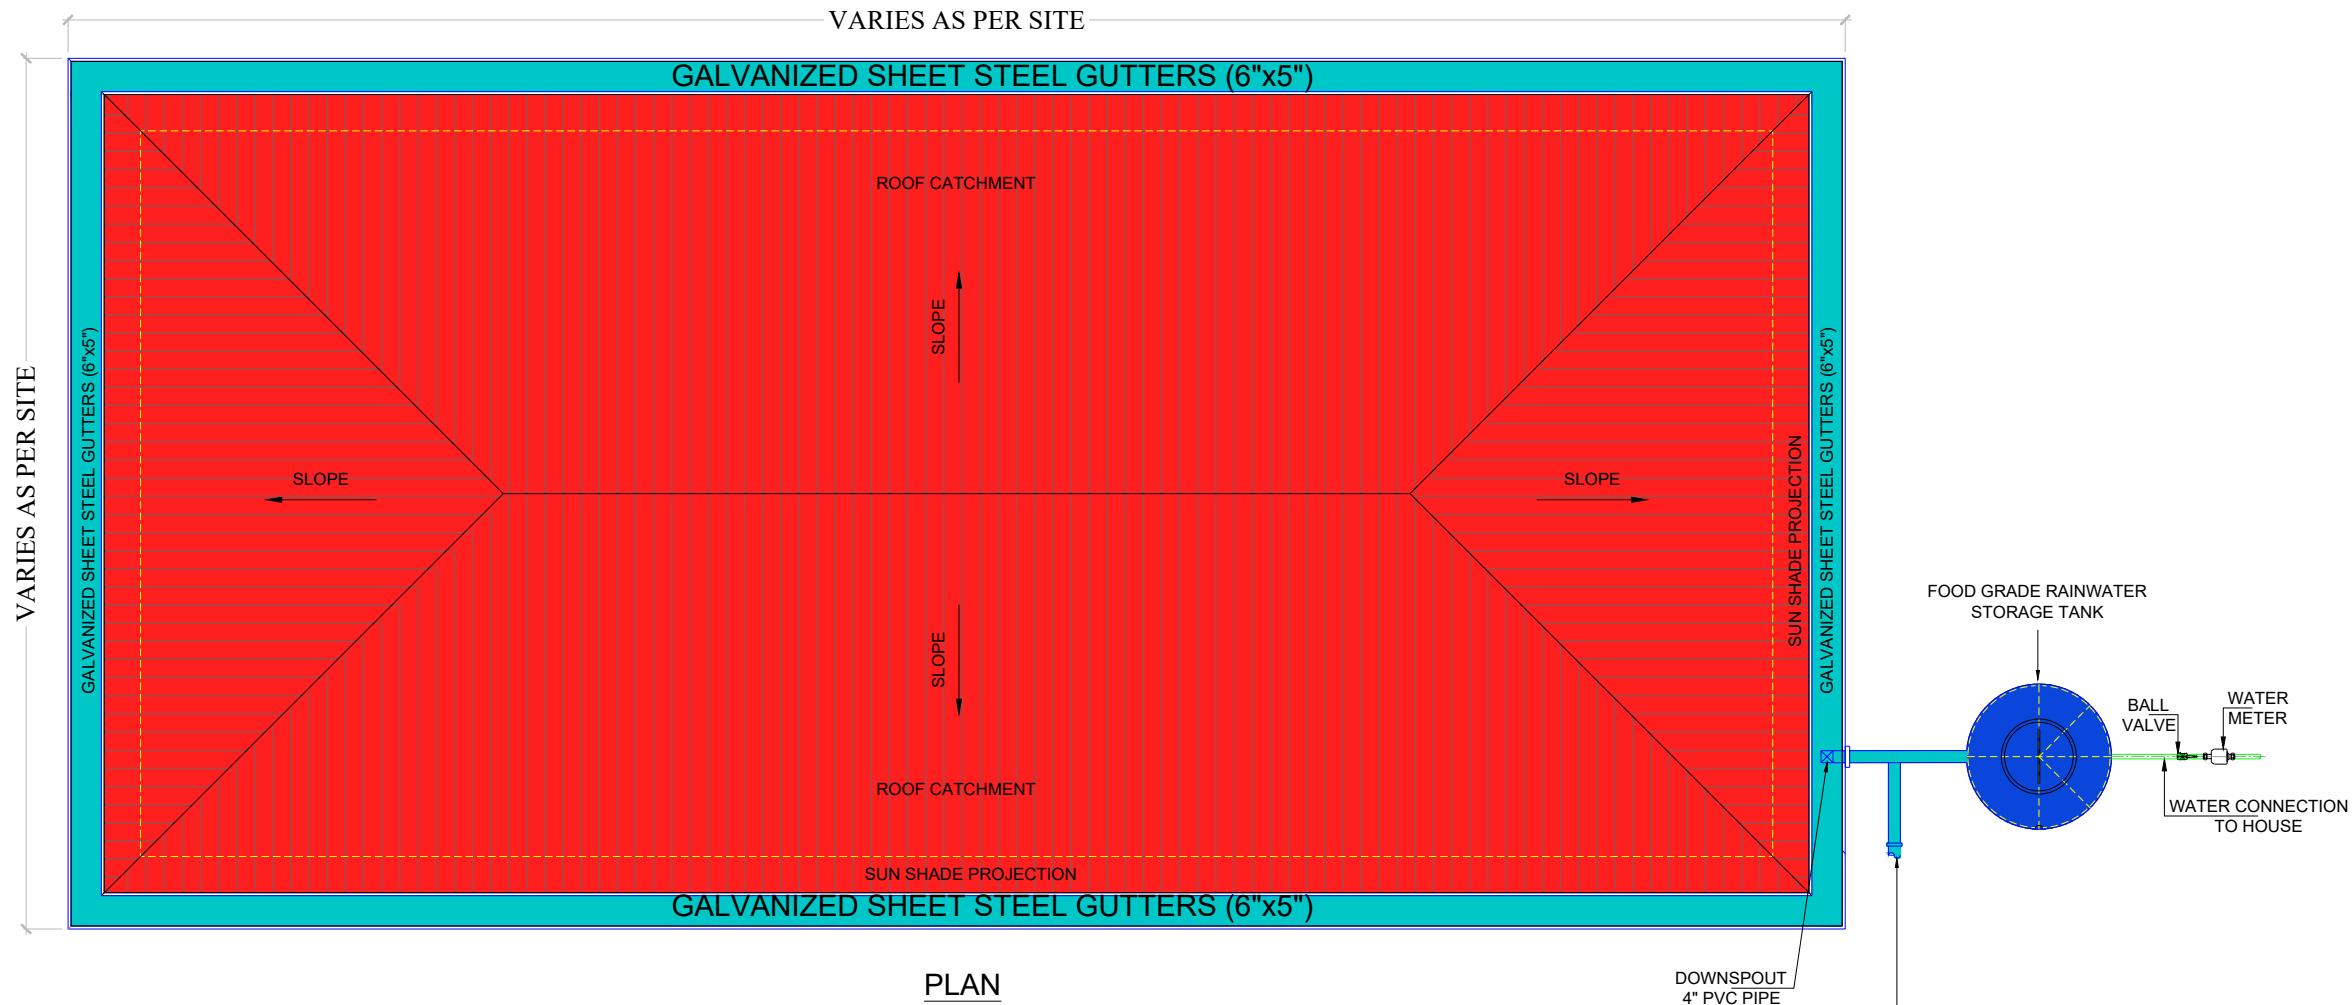 VARIES AS PER SITE
GALVANIZED SHEET STEEL GUTTERS (6"x5")
ROOF CATCHMENT
SLOPE
VARIES AS PER SITE
GALVANIZED SHEET STEEL GUTTERS (6"x5")
SLOPE
SLOPE
SUN SHADE PROJECTION
GALVANIZED SHEET STEEL GUTTERS (6"x5")
SLOPE
ROOF CATCHMENT
SUN SHADE PROJECTION
GALVANIZED SHEET STEEL GUTTERS (6"x5")
FOOD GRADE RAINWATER
STORAGE TANK
BALL
VALVE
WATER
METER
WATER CONNECTION
TO HOUSE
DOWNSPOUT
4" PVC PIPE
PLAN